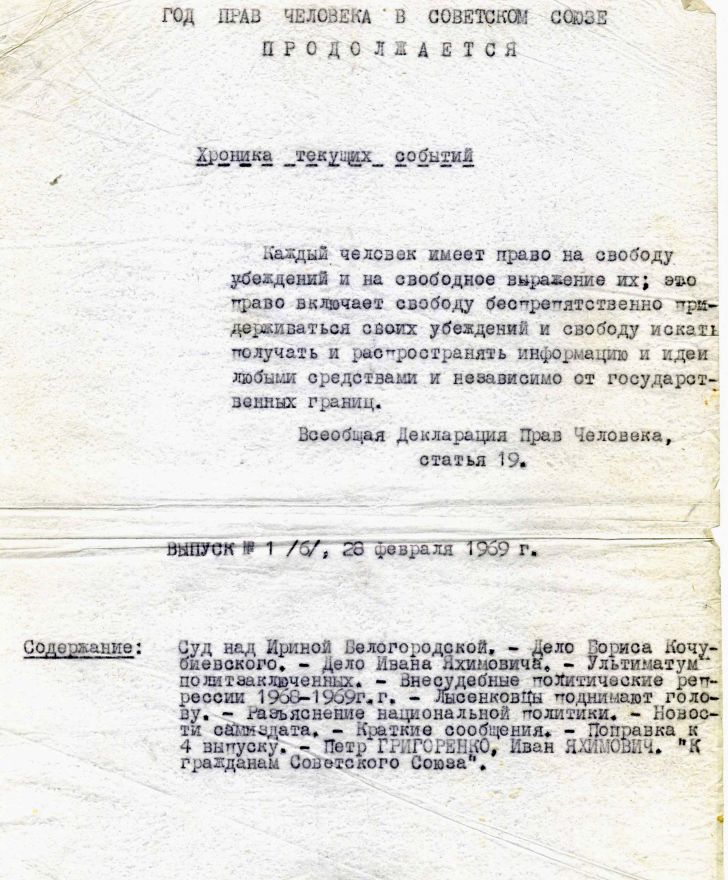 ГОД ПРАВ ЧЕЛОВЕКА В СОВЕТСКОМ СОЮЗЕ
ПРОДОЛЖАЕТСЯ
Хроника текущих событий
Каждый человек имеет право на свободу
убеждений и на свободное выражение их; это
право включает свободу беспрепятственно при-
держиваться своих убеждений и свободу искать
получать и распространять информацию и идеи
любыми средствами и независимо от государст-
венных границ.
Всеобщая Декларация Прав Человека,
статья 19.
ВЫПУСК № 1 /6/, 28 февраля 1969 г.
Содержание: Суд над Ириной Белогородской. - Дело Бориса Кочу-
биевского. - Дело Ивана Яхимовича. - Ультиматум
политзаключенных. - Внесудебные политические реп-
рессии 1968-1969г.г. - Лысенковцы поднимают голо-
ву. - Разъяснение национальной политики. - Новос-
ти самиздата. - Краткие сообщения. - Поправка к
4 выпуску. - Петр ГРИГОРЕНКО, Иван ЯХИМОВИЧ. "К
гражданам Советского Союза".